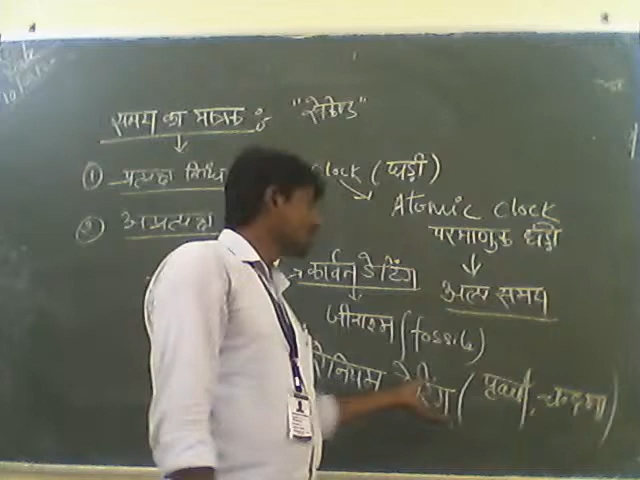 समय का मात्रक : "सेकेण्ड"
① प्रत्यक्ष विधि Clock (घड़ी)
Atomic Clock
② अप्रत्यक्ष
परमाणुक घड़ी
→ कार्बन डेटिंग
अल्प समय
जीवाश्म (fossils)
डेटिंग (पृथ्वी, चन्द्रमा)